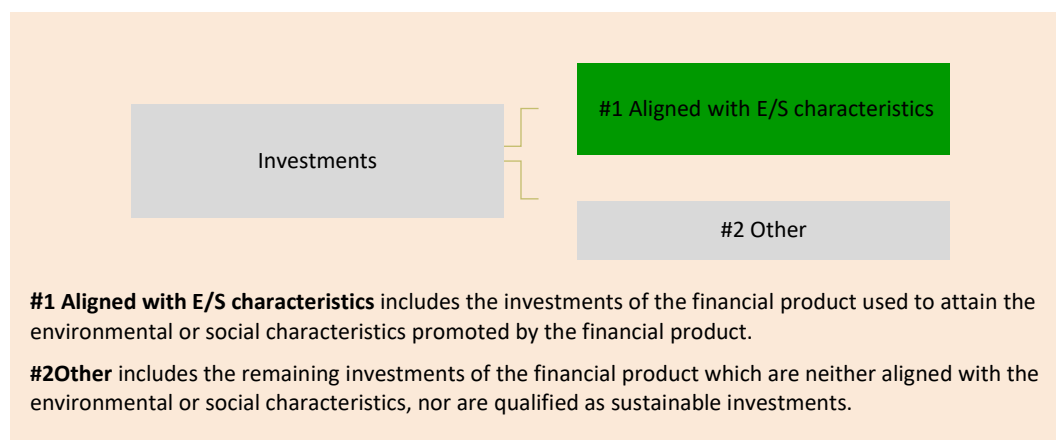 #1 Aligned with E/S characteristics
Investments
#2 Other
#1 Aligned with E/S characteristics includes the investments of the financial product used to attain the
environmental or social characteristics promoted by the financial product.
#2Other includes the remaining investments of the financial product which are neither aligned with the
environmental or social characteristics, nor are qualified as sustainable investments.